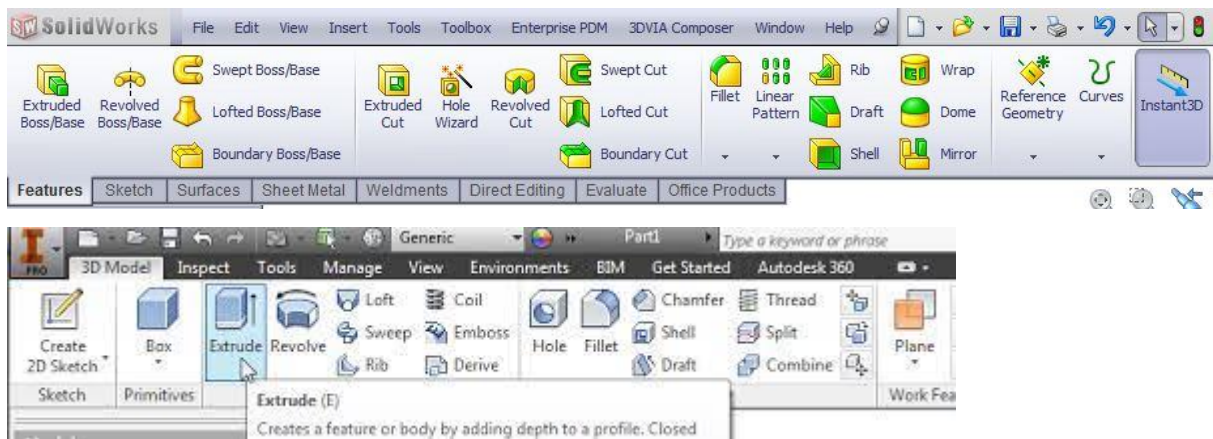 SolidWorks File Edit View Insert Tools Toolbox Enterprise PDM 3DVIA Composer Window Help
Swept Boss/Base Swept Cut Rib Wrap
Extruded Boss/Base Revolved Boss/Base Lofted Boss/Base Extruded Cut Hole Wizard Revolved Cut Lofted Cut Fillet Linear Pattern Draft Dome Reference Geometry Curves Instant3D
Boundary Boss/Base Boundary Cut Shell Mirror
Features Sketch Surfaces Sheet Metal Weldments Direct Editing Evaluate Office Products
Generic Part1 Type a keyword or phrase
PRO 3D Model Inspect Tools Manage View Environments BIM Get Started Autodesk 360
Loft Coil Chamfer Thread
Create 2D Sketch Box Extrude Revolve Sweep Emboss Hole Fillet Shell Split Plane
Rib Derive Draft Combine
Sketch Primitives Work Fea
Extrude (E)
Creates a feature or body by adding depth to a profile. Closed